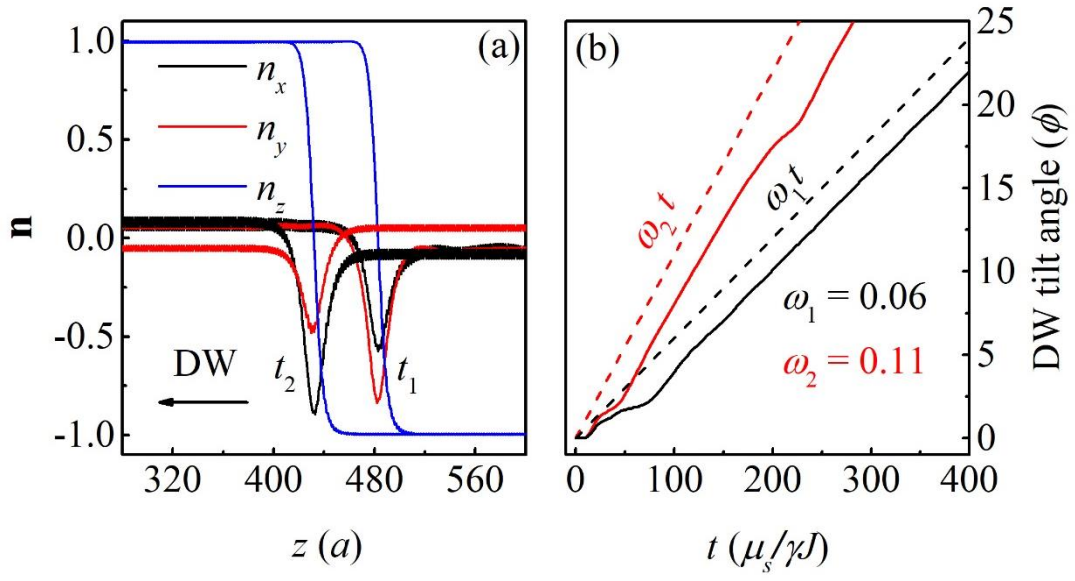 (a)
n_x
n_y
n_z
DW
t_2
t_1
1.0
0.5
0.0
-0.5
-1.0
n
320
400
480
560
z (a)
(b)
ω_2 t
ω_1 t
ω_1 = 0.06
ω_2 = 0.11
25
20
15
10
5
0
DW tilt angle (ϕ)
0
100
200
300
400
t (μ_s/γJ)